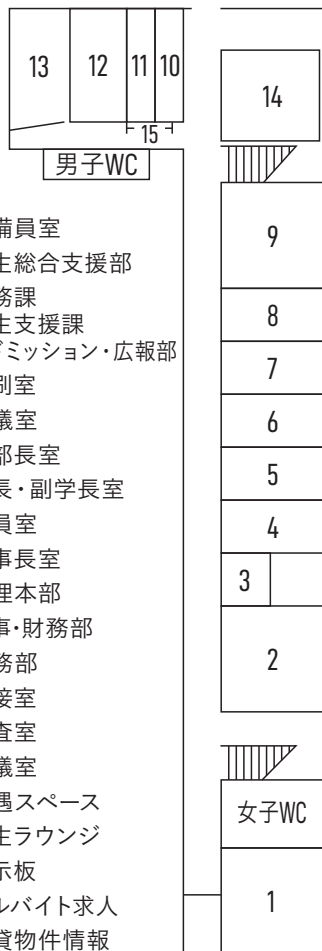 13
12
11
10
15
男子WC
14
9
8
7
6
5
4
3
2
女子WC
1
備員室
生総合支援部
務課
生支援課
ドミッション・広報部
別室
議室
部長室
長・副学長室
員室
事長室
理本部
事・財務部
務部
接室
査室
議室
遇スペース
生ラウンジ
示板
ルバイト求人
貸物件情報